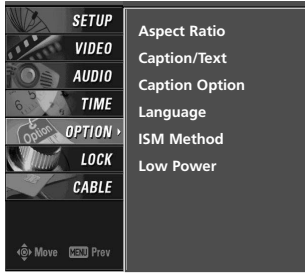 SETUP
VIDEO
AUDIO
TIME
OPTION
LOCK
CABLE
Move MENU Prev
Aspect Ratio
Caption/Text
Caption Option
Language
ISM Method
Low Power